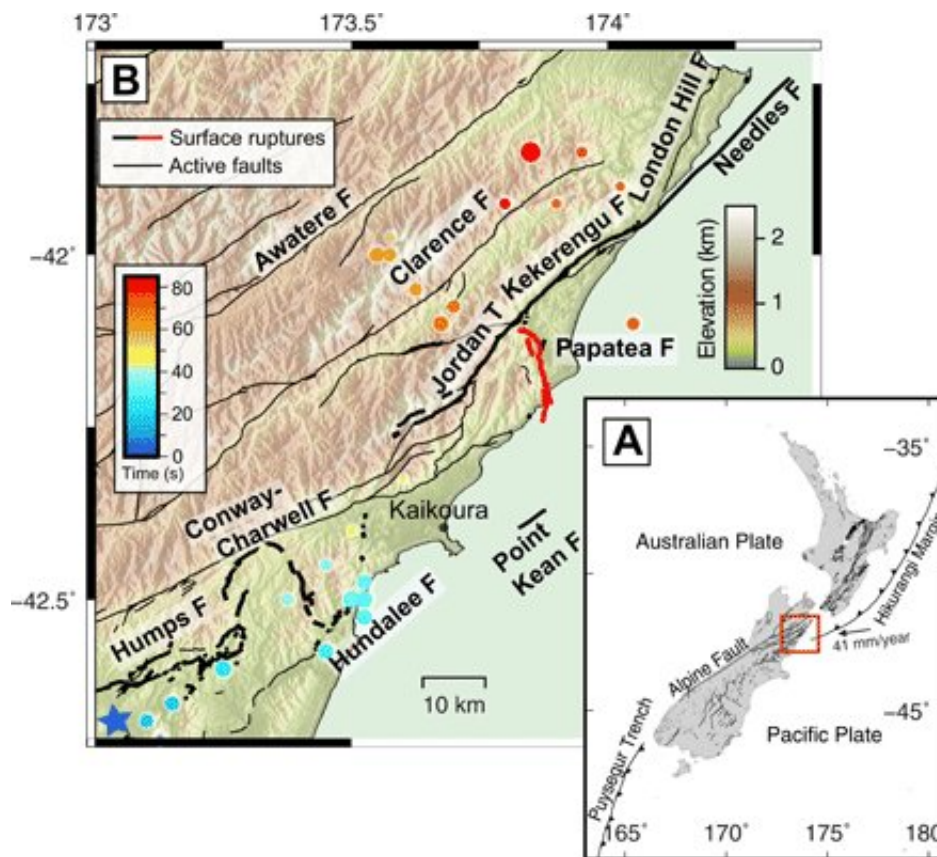 173˚
173.5˚
174˚
B
Surface ruptures
Active faults
Awatere F
Clarence F
London Hill F
Needles F
−42˚
Kekerengu F
Jordan T
Papatea F
Elevation (km)
2
1
0
80
60
40
20
0
Time (s)
Conway-
Charwell F
Kaikoura
Point
Kean F
−42.5˚
Humps F
Hundalee F
10 km
A
−35˚
Australian Plate
Hikurangi Margin
41 mm/year
Alpine Fault
−45˚
Pacific Plate
Puysegur Trench
165˚
170˚
175˚
180